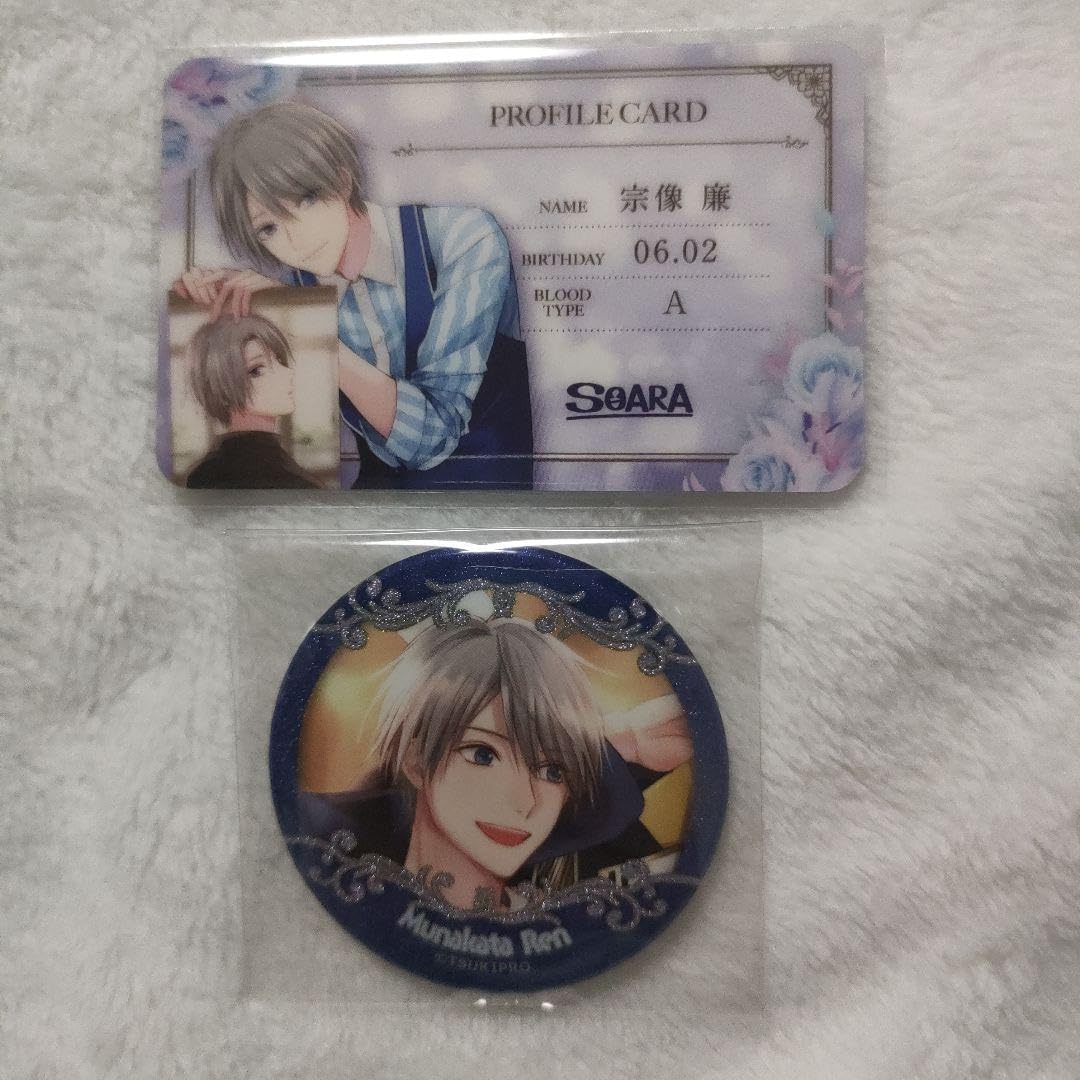 PROFILE CARD
NAME 宗像 廉
BIRTHDAY 06.02
BLOOD TYPE A
SOARA
Munakata Ren
©TSUKIPRO